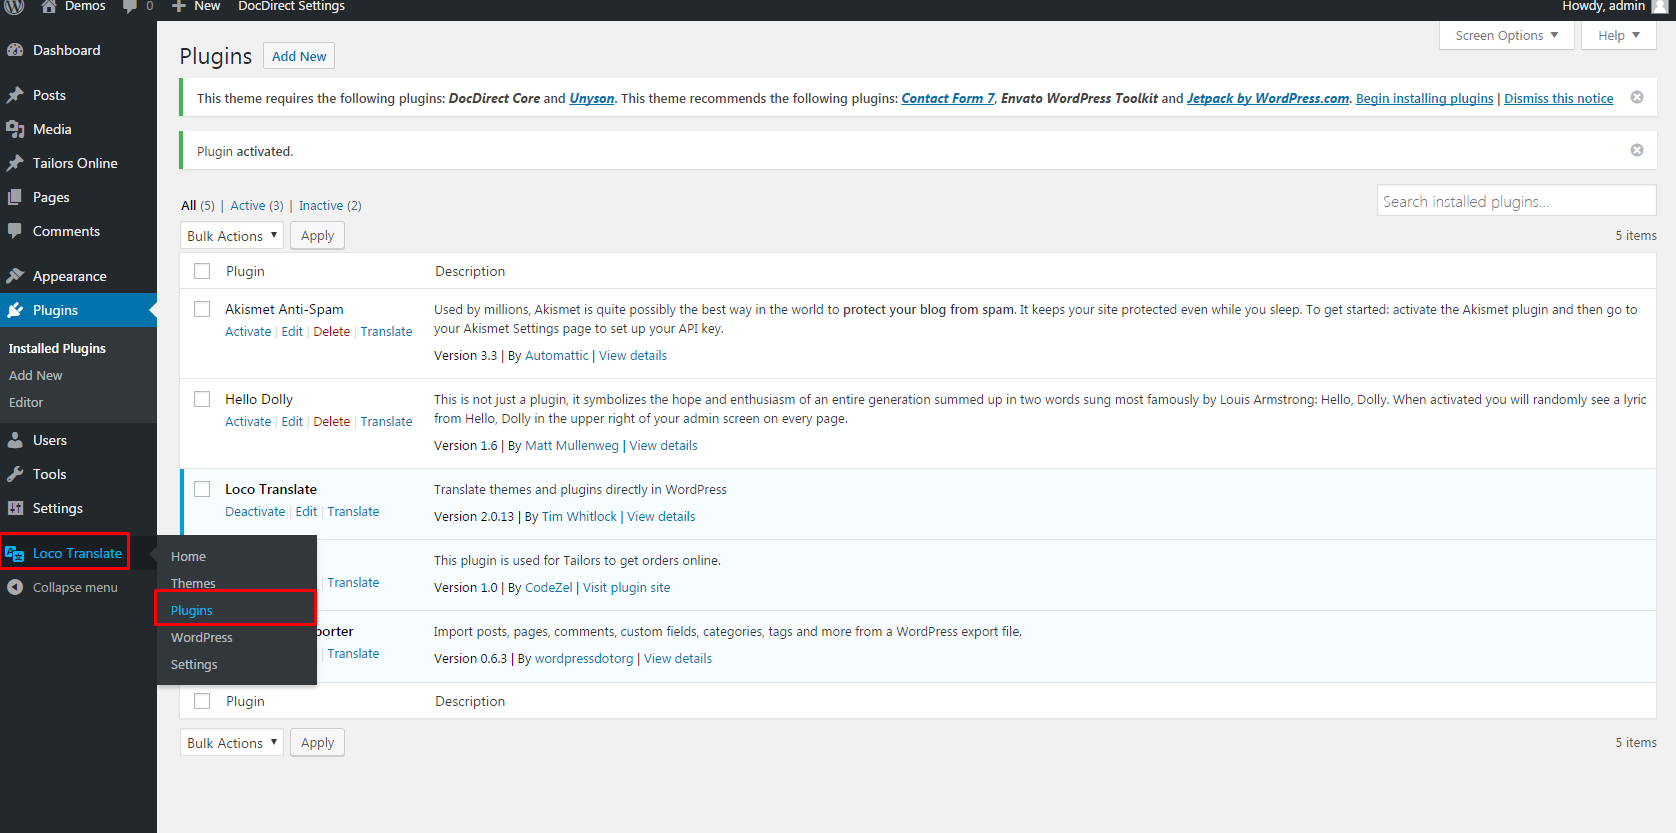 Demos 0 New DocDirect Settings Howdy, admin
Screen Options Help
Dashboard
Posts
Media
Tailors Online
Pages
Comments
Appearance
Plugins
Installed Plugins
Add New
Editor
Users
Tools
Settings
Loco Translate
Collapse menu
Home
Themes
Plugins
WordPress
Settings
Plugins Add New
This theme requires the following plugins: DocDirect Core and Unyson. This theme recommends the following plugins: Contact Form 7, Envato WordPress Toolkit and Jetpack by WordPress.com. Begin installing plugins | Dismiss this notice
Plugin activated.
All (5) | Active (3) | Inactive (2)
Search installed plugins...
Bulk Actions Apply 5 items
Plugin Description
Akismet Anti-Spam
Activate | Edit | Delete | Translate
Used by millions, Akismet is quite possibly the best way in the world to protect your blog from spam. It keeps your site protected even while you sleep. To get started: activate the Akismet plugin and then go to
your Akismet Settings page to set up your API key.
Version 3.3 | By Automattic | View details
Hello Dolly
Activate | Edit | Delete | Translate
This is not just a plugin, it symbolizes the hope and enthusiasm of an entire generation summed up in two words sung most famously by Louis Armstrong: Hello, Dolly. When activated you will randomly see a lyric
from Hello, Dolly in the upper right of your admin screen on every page.
Version 1.6 | By Matt Mullenweg | View details
Loco Translate
Deactivate | Edit | Translate
Translate themes and plugins directly in WordPress
Version 2.0.13 | By Tim Whitlock | View details
| Translate
This plugin is used for Tailors to get orders online.
Version 1.0 | By CodeZel | Visit plugin site
porter
| Translate
Import posts, pages, comments, custom fields, categories, tags and more from a WordPress export file.
Version 0.6.3 | By wordpressdotorg | View details
Plugin Description
Bulk Actions Apply 5 items